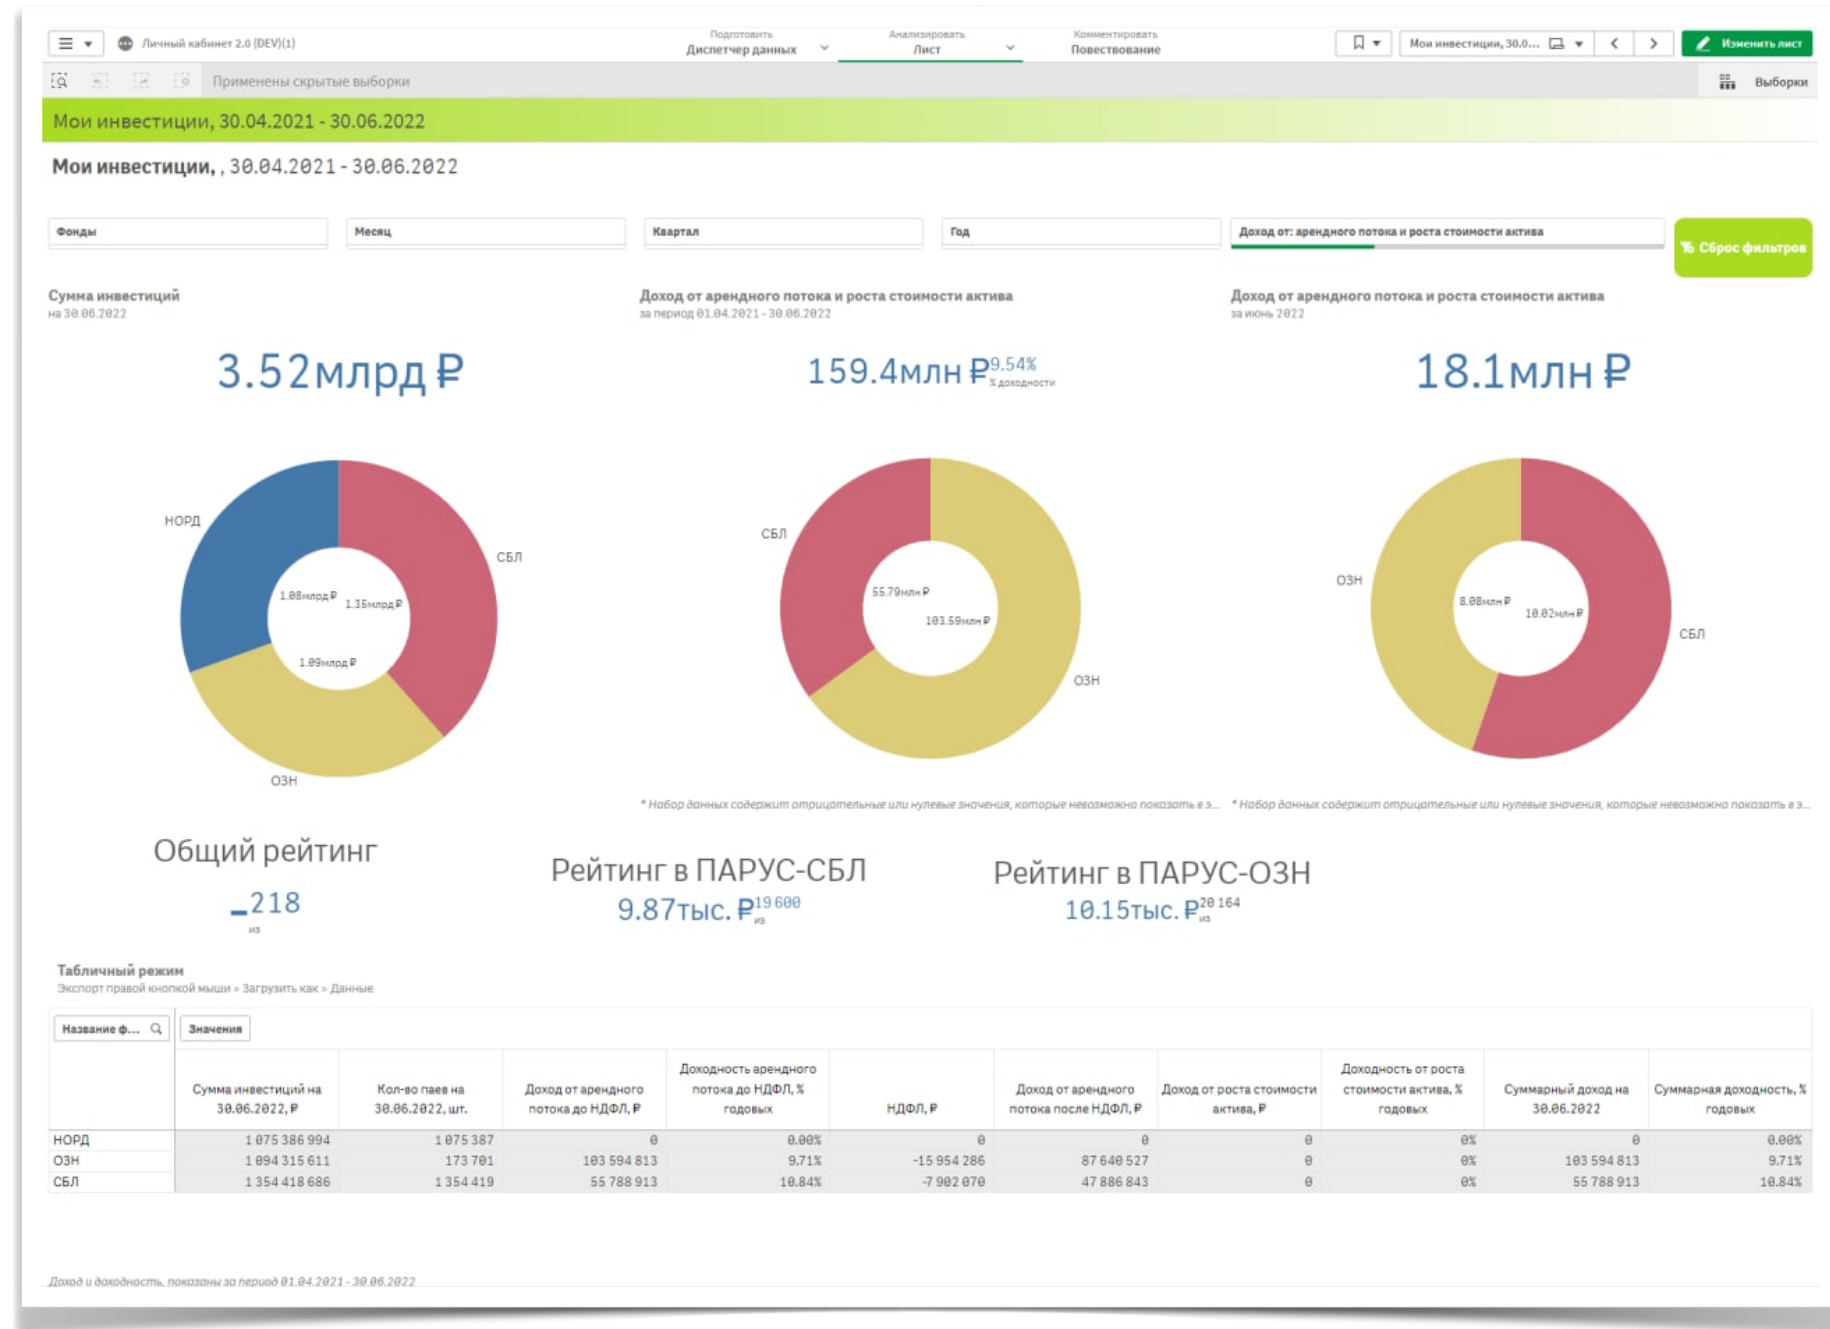 Личный кабинет 2.0 (DEV)(1)
Подготовить
Диспетчер данных
Анализировать
Лист
Комментировать
Повествование
Мои инвестиции, 30.0...
Изменить лист
Применены скрытые выборки
Выборки
Мои инвестиции, 30.04.2021 - 30.06.2022
Мои инвестиции, , 30.04.2021 - 30.06.2022
Фонды
Месяц
Квартал
Год
Доход от: арендного потока и роста стоимости актива
Сброс фильтров
Сумма инвестиций
на 30.06.2022
3.52млрд ₽
Доход от арендного потока и роста стоимости актива
за период 01.04.2021 - 30.06.2022
159.4млн ₽
9.54%
% доходности
Доход от арендного потока и роста стоимости актива
за июнь 2022
18.1млн ₽
НОРД
СБЛ
ОЗН
1.08млрд ₽
1.35млрд ₽
1.09млрд ₽
СБЛ
ОЗН
55.79млн ₽
103.59млн ₽
ОЗН
СБЛ
8.08млн ₽
10.02млн ₽
* Набор данных содержит отрицательные или нулевые значения, которые невозможно показать в э...
* Набор данных содержит отрицательные или нулевые значения, которые невозможно показать в э...
Общий рейтинг
-218
из
Рейтинг в ПАРУС-СБЛ
9.87тыс. ₽
19 600
из
Рейтинг в ПАРУС-ОЗН
10.15тыс. ₽
20 164
из
Табличный режим
Экспорт правой кнопкой мыши > Загрузить как > Данные
Название ф...
Значения
Сумма инвестиций на 30.06.2022, ₽
Кол-во паев на 30.06.2022, шт.
Доход от арендного потока до НДФЛ, ₽
Доходность арендного потока до НДФЛ, % годовых
НДФЛ, ₽
Доход от арендного потока после НДФЛ, ₽
Доход от роста стоимости актива, ₽
Доходность от роста стоимости актива, % годовых
Суммарный доход на 30.06.2022
Суммарная доходность, % годовых
НОРД 1 075 386 994 1 075 387 0 0.00% 0 0 0 0% 0 0.00%
ОЗН 1 094 315 611 173 701 103 594 813 9.71% -15 954 286 87 640 527 0 0% 103 594 813 9.71%
СБЛ 1 354 418 686 1 354 419 55 788 913 10.84% -7 902 070 47 886 843 0 0% 55 788 913 10.84%
Доход и доходность, показаны за период 01.04.2021 - 30.06.2022